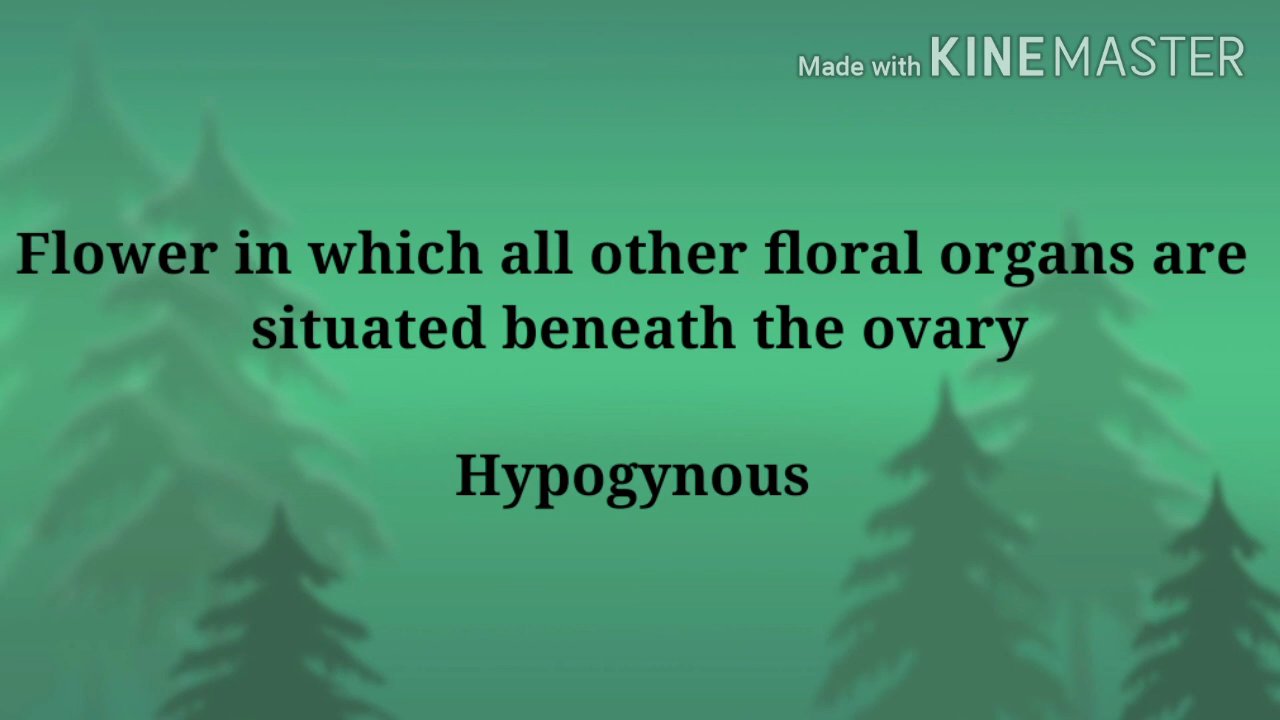 Made with KINEMASTER
Flower in which all other floral organs are
situated beneath the ovary
Hypogynous